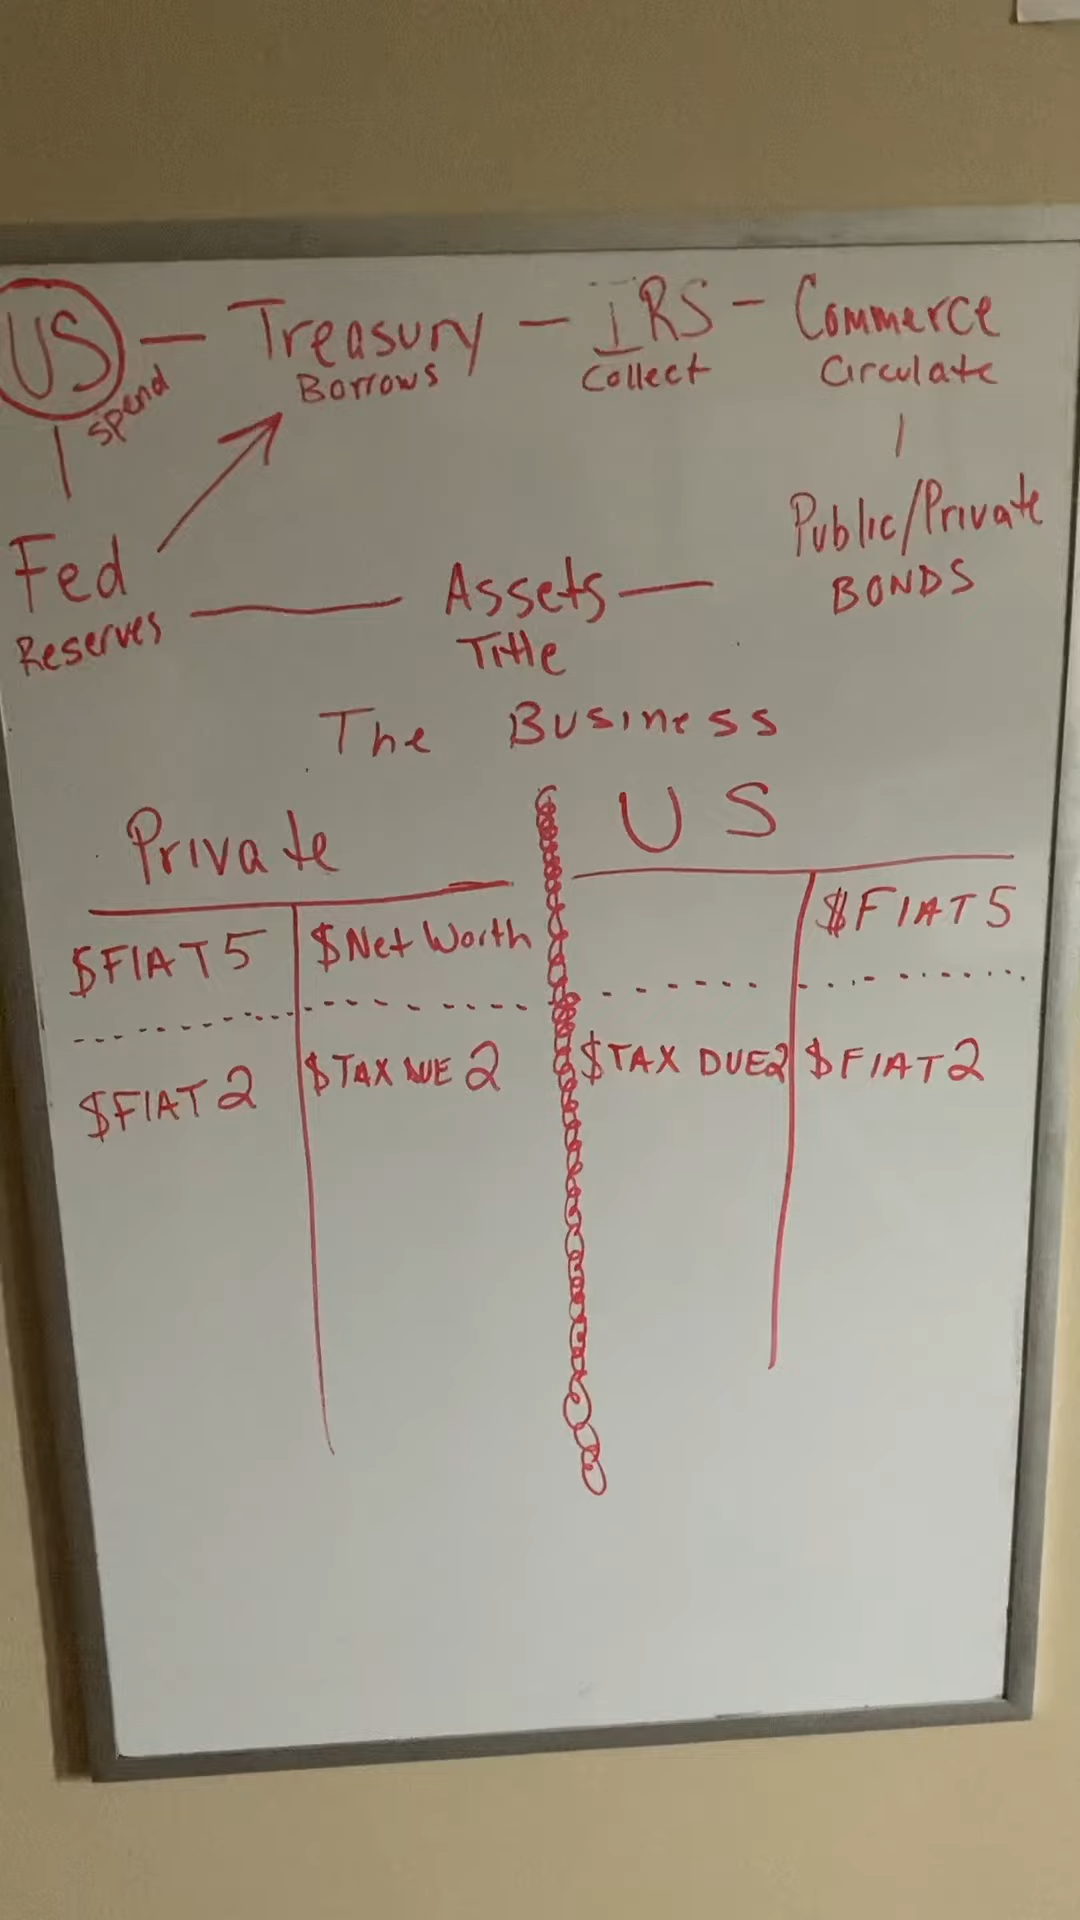 US — Treasury — IRS — Commerce
Spend Borrows Collect Circulate
Public/Private
BONDS
Fed — Assets —
Reserves Title
The Business
Private US
$FIAT 5 $Net Worth $FIAT 5
$FIAT 2 $TAX DUE 2 $TAX DUE 2 $FIAT 2